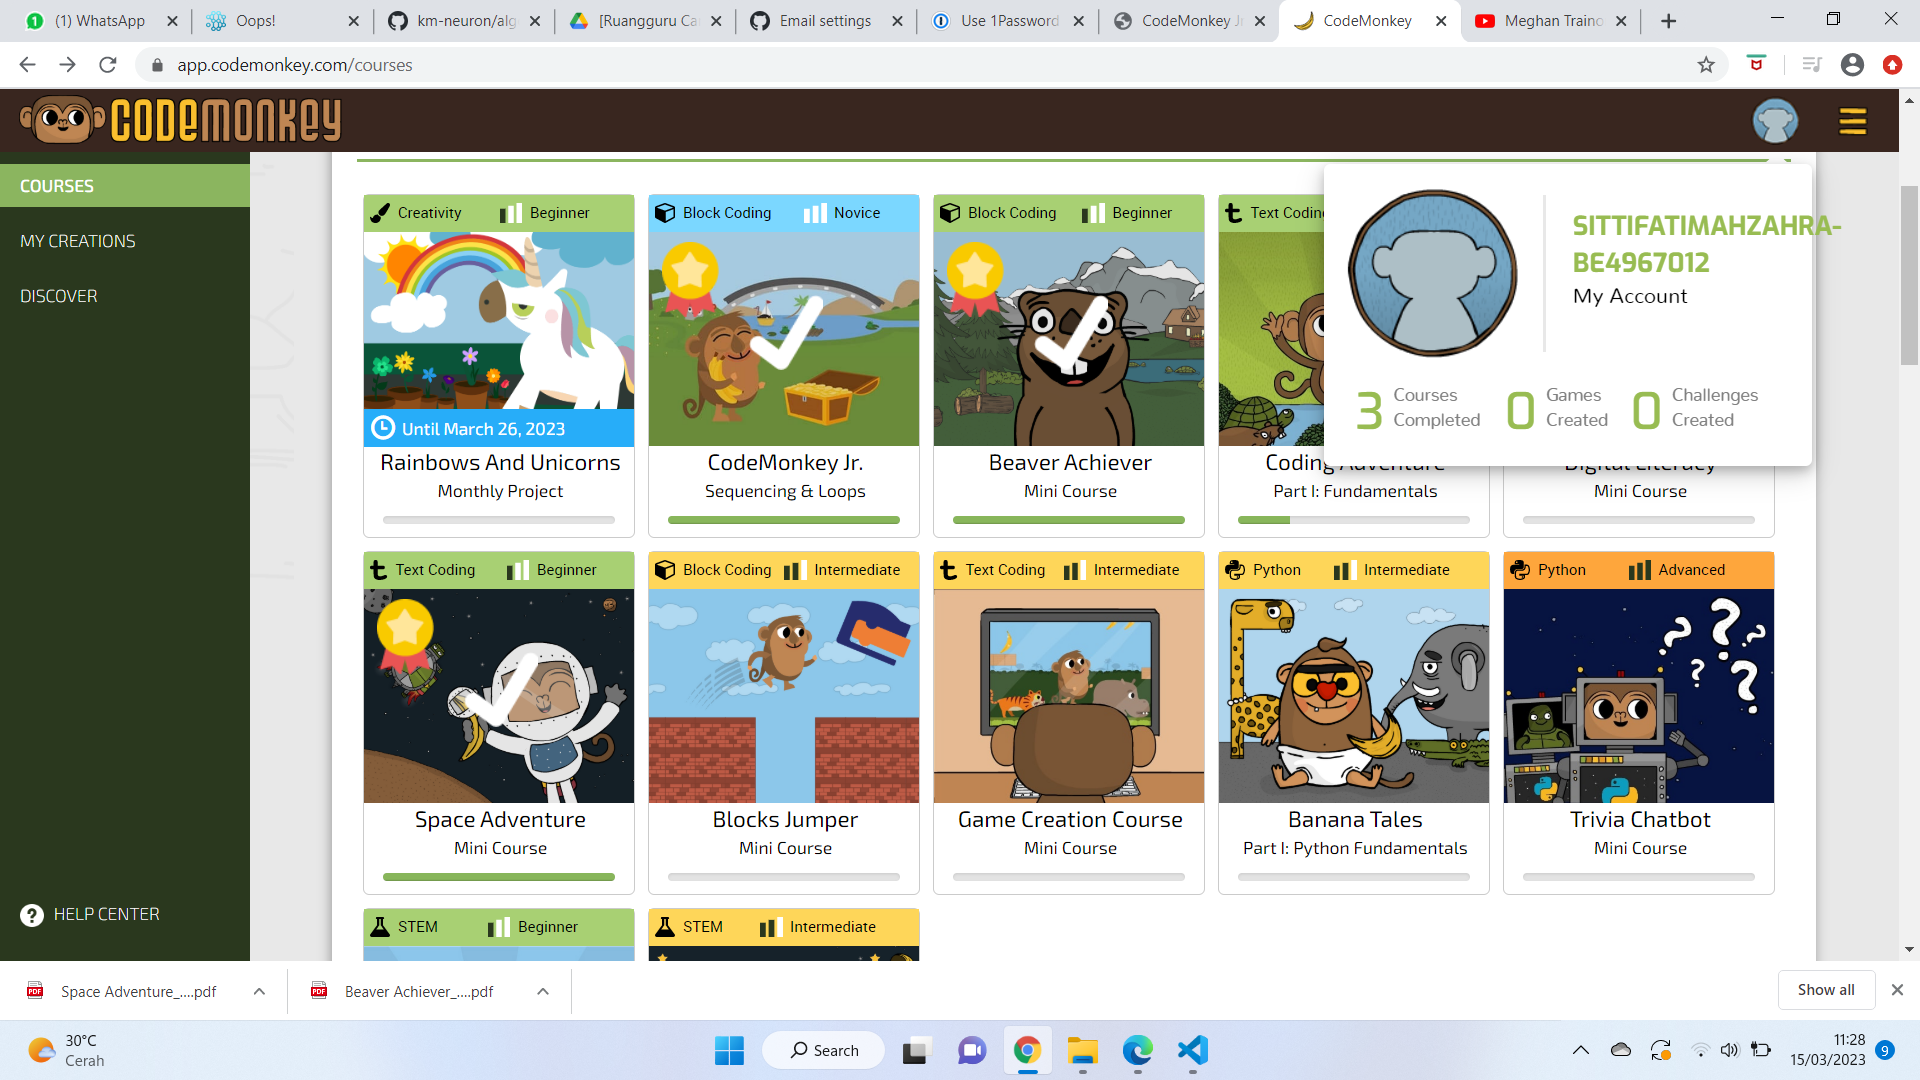 (1) WhatsApp
Oops!
km-neuron/alg
[Ruangguru Ca
Email settings
Use 1Password
CodeMonkey J
CodeMonkey
Meghan Traino
app.codemonkey.com/courses
CODEMONKEY
COURSES
MY CREATIONS
DISCOVER
HELP CENTER
SITTIFATIMAHZAHRA-
BE4967012
My Account
3 Courses Completed
0 Games Created
0 Challenges Created
Creativity Beginner
Until March 26, 2023
Rainbows And Unicorns
Monthly Project
Block Coding Novice
CodeMonkey Jr.
Sequencing & Loops
Block Coding Beginner
Beaver Achiever
Mini Course
Text Coding
Coding Adventure
Part I: Fundamentals
Digital Literacy
Mini Course
Text Coding Beginner
Space Adventure
Mini Course
Block Coding Intermediate
Blocks Jumper
Mini Course
Text Coding Intermediate
Game Creation Course
Mini Course
Python Intermediate
Banana Tales
Part I: Python Fundamentals
Python Advanced
Trivia Chatbot
Mini Course
STEM Beginner
STEM Intermediate
Space Adventure_....pdf
Beaver Achiever_....pdf
Show all
30°C
Cerah
Search
11:28
15/03/2023
9